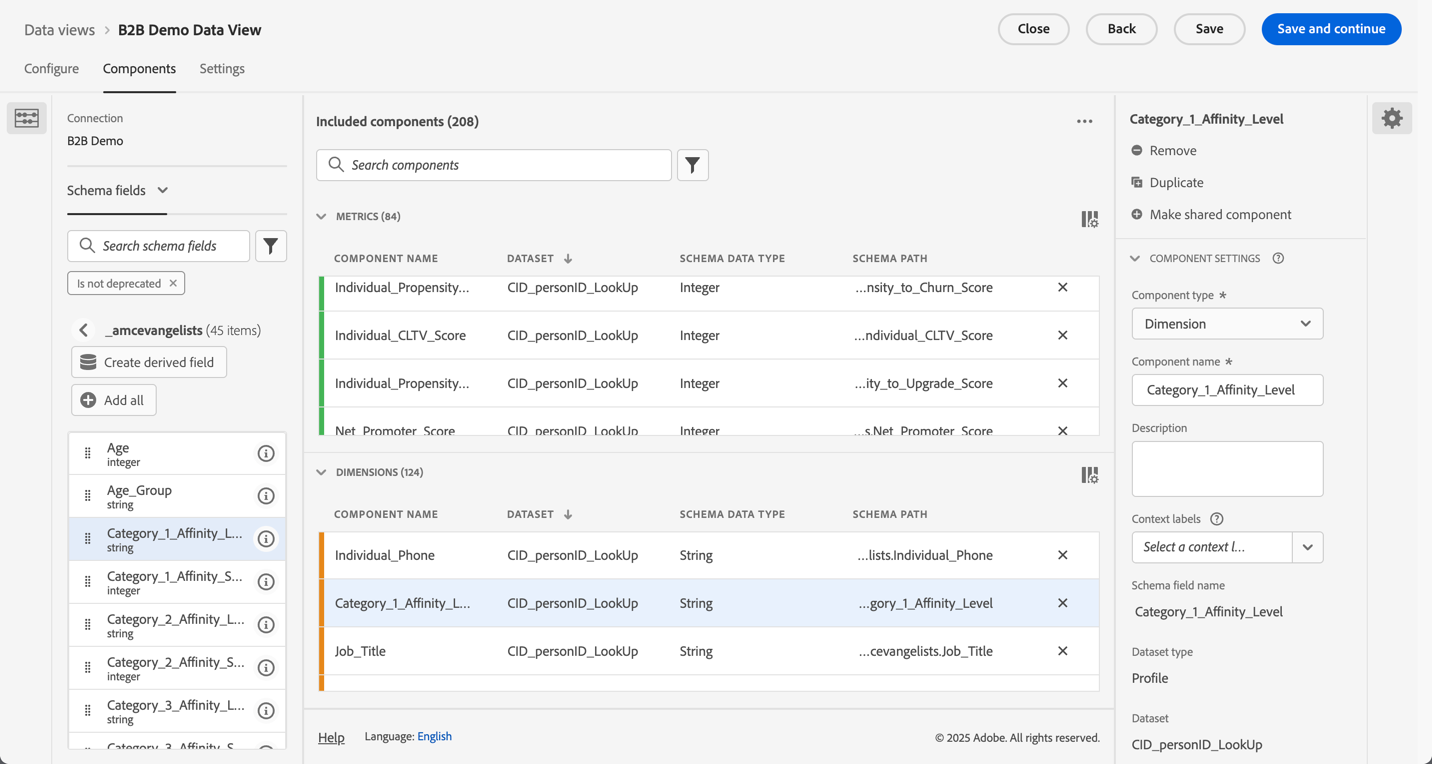 Data views > B2B Demo Data View
Close
Back
Save
Save and continue
Configure
Components
Settings
Connection
B2B Demo
Schema fields
Search schema fields
Is not deprecated
_amcevangelists (45 items)
Create derived field
Add all
Age
integer
Age_Group
string
Category_1_Affinity_L...
string
Category_1_Affinity_S...
integer
Category_2_Affinity_L...
string
Category_2_Affinity_S...
integer
Category_3_Affinity_L...
string
Category_3_Affinity_S...
Included components (208)
Search components
METRICS (84)
COMPONENT NAME DATASET SCHEMA DATA TYPE SCHEMA PATH
Individual_Propensity... CID_personID_LookUp Integer ...nsity_to_Churn_Score
Individual_CLTV_Score CID_personID_LookUp Integer ...ndividual_CLTV_Score
Individual_Propensity... CID_personID_LookUp Integer ...ity_to_Upgrade_Score
Net_Promoter_Score CID_personID_LookUp Integer ...s.Net_Promoter_Score
DIMENSIONS (124)
COMPONENT NAME DATASET SCHEMA DATA TYPE SCHEMA PATH
Individual_Phone CID_personID_LookUp String ...lists.Individual_Phone
Category_1_Affinity_L... CID_personID_LookUp String ...gory_1_Affinity_Level
Job_Title CID_personID_LookUp String ...cevangelists.Job_Title
Help
Language: English
© 2025 Adobe. All rights reserved.
Category_1_Affinity_Level
Remove
Duplicate
Make shared component
COMPONENT SETTINGS
Component type *
Dimension
Component name *
Category_1_Affinity_Level
Description
Context labels
Select a context l...
Schema field name
Category_1_Affinity_Level
Dataset type
Profile
Dataset
CID_personID_LookUp